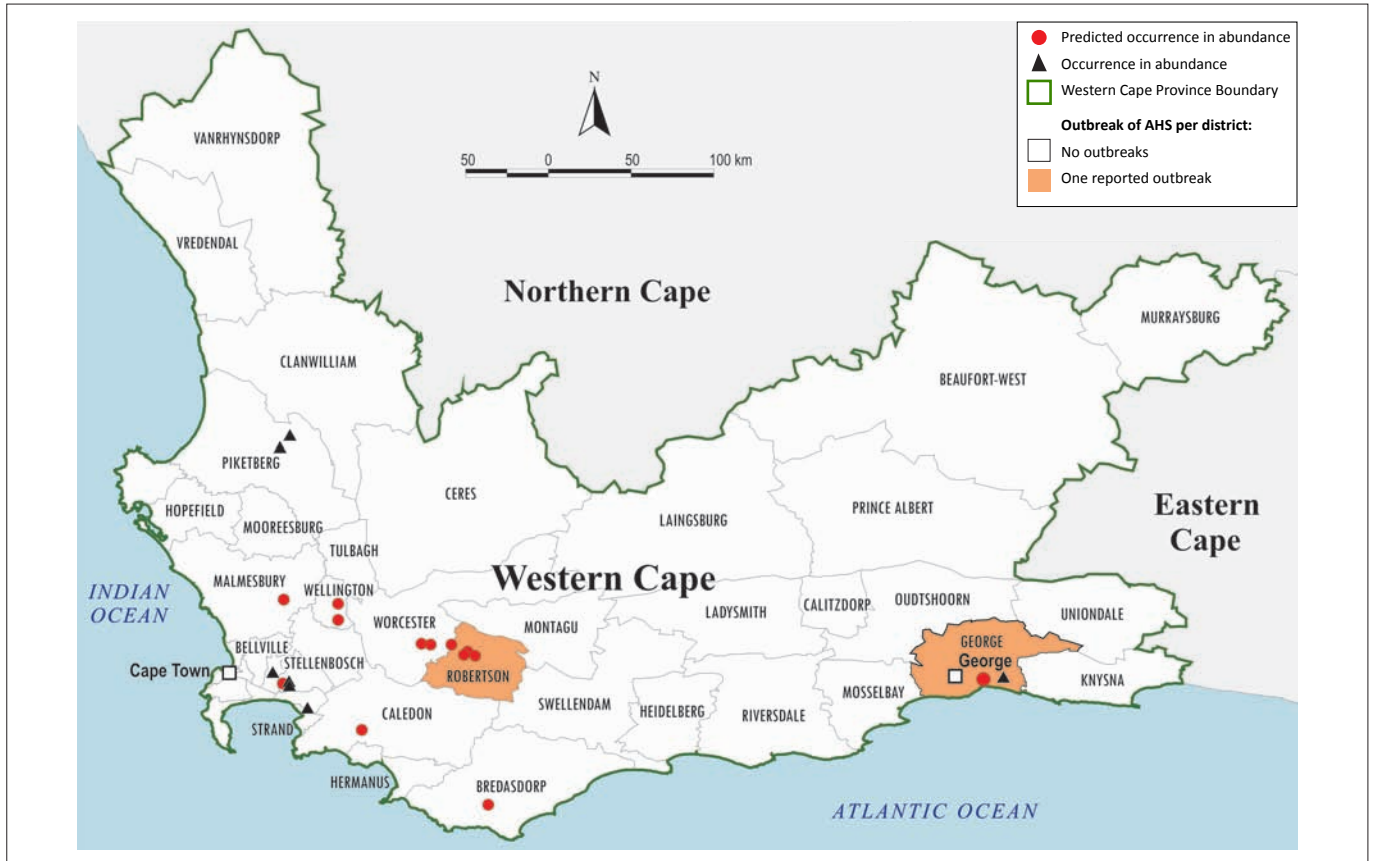 Predicted occurrence in abundance
Occurrence in abundance
Western Cape Province Boundary
Outbreak of AHS per district:
No outbreaks
One reported outbreak
N
50 0 50 100 km
VANRHYNSDORP
VREDENDAL
Northern Cape
MURRAYSBURG
CLANWILLIAM
BEAUFORT-WEST
PIKETBERG
CERES
HOPEFIELD
MOOREESBURG
LAINGSBURG
PRINCE ALBERT
Eastern
Cape
TULBAGH
Western Cape
MALMESBURY
WELLINGTON
INDIAN
OCEAN
LADYSMITH
CALITZDORP
OUDTSHOORN
UNIONDALE
WORCESTER
MONTAGU
BELLVILLE
STELLENBOSCH
GEORGE
George
Cape Town
ROBERTSON
KNYSNA
MOSSELBAY
SWELLENDAM
HEIDELBERG
RIVERSDALE
CALEDON
STRAND
HERMANUS
BREDASDORP
ATLANTIC OCEAN